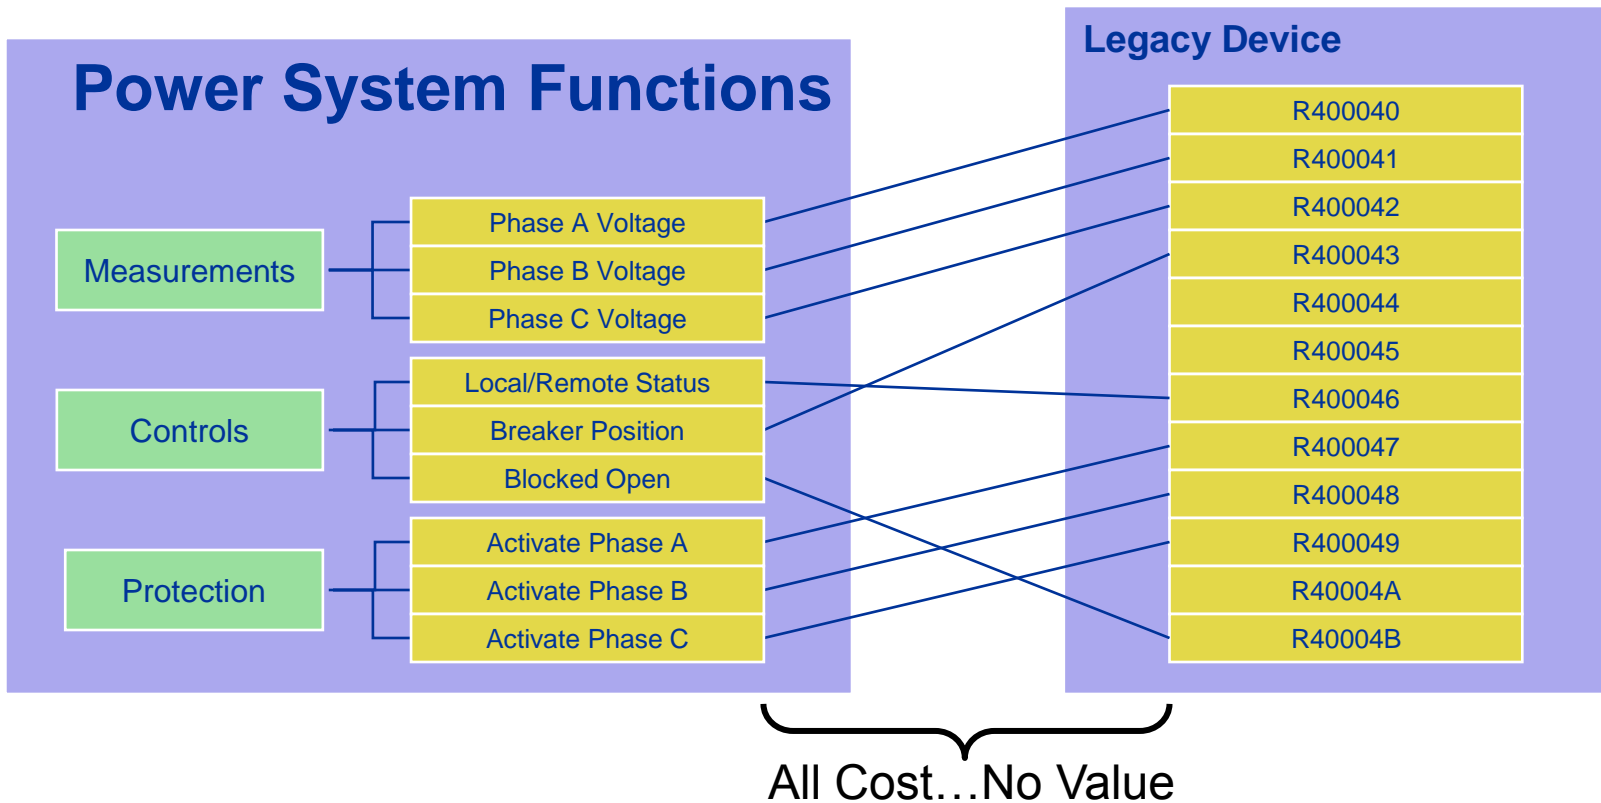 Power System Functions
Measurements
Phase A Voltage
Phase B Voltage
Phase C Voltage
Controls
Local/Remote Status
Breaker Position
Blocked Open
Protection
Activate Phase A
Activate Phase B
Activate Phase C
Legacy Device
R400040
R400041
R400042
R400043
R400044
R400045
R400046
R400047
R400048
R400049
R40004A
R40004B
All Cost…No Value